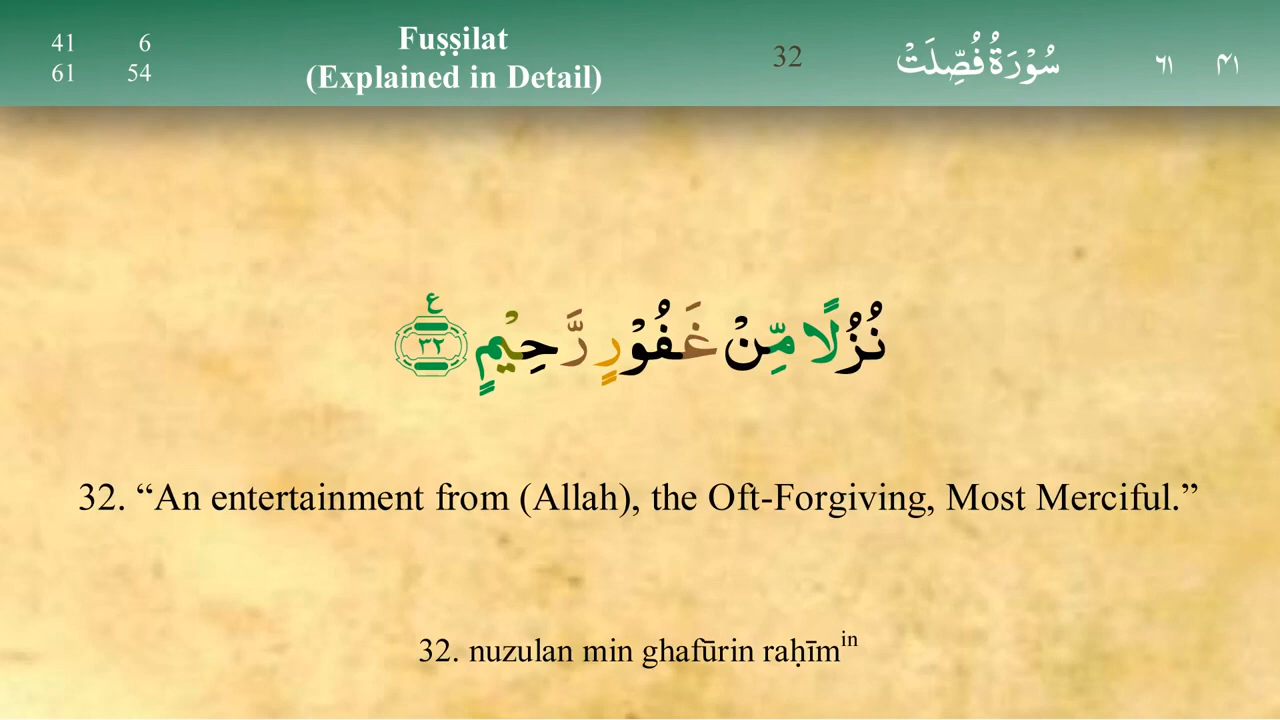 41 6
61 54
Fuṣṣilat
(Explained in Detail)
32
سُوْرَةُ فُصِّلَتْ
٦١ ٤١
نُزُلًا مِّنْ غَفُوْرٍ رَّحِيْمٍ ع ٣٢
32. “An entertainment from (Allah), the Oft-Forgiving, Most Merciful.”
32. nuzulan min ghafūrin raḥīmin